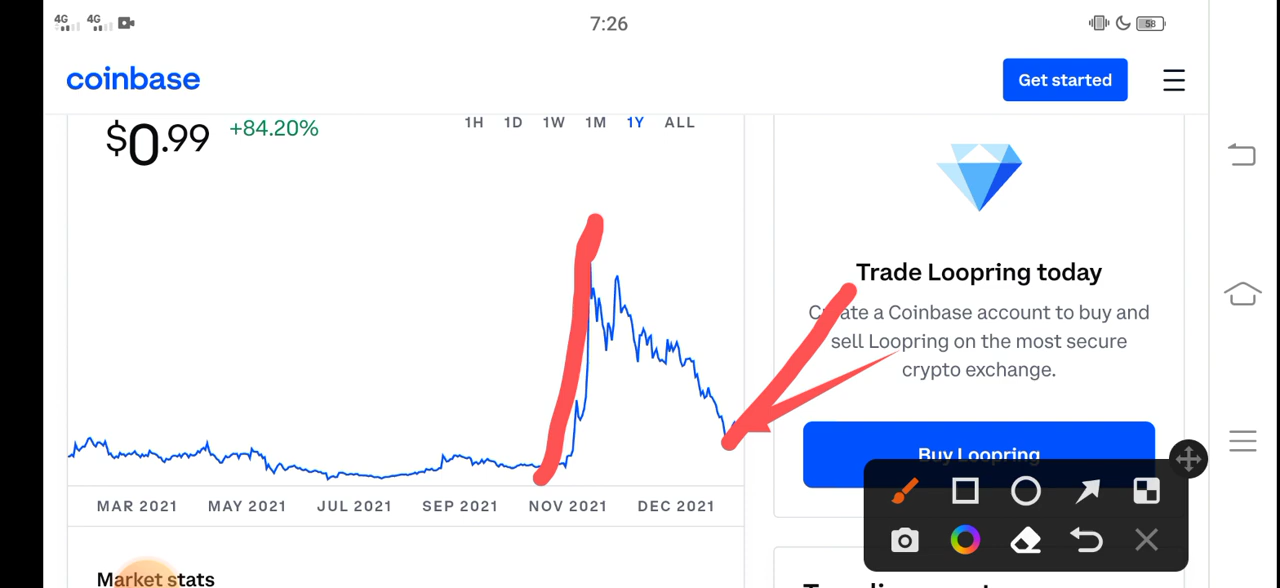 4G 4G 7:26 58
coinbase Get started
$0.99 +84.20% 1H 1D 1W 1M 1Y ALL
Trade Loopring today
Create a Coinbase account to buy and
sell Loopring on the most secure
crypto exchange.
Buy Loopring
MAR 2021 MAY 2021 JUL 2021 SEP 2021 NOV 2021 DEC 2021
Market stats